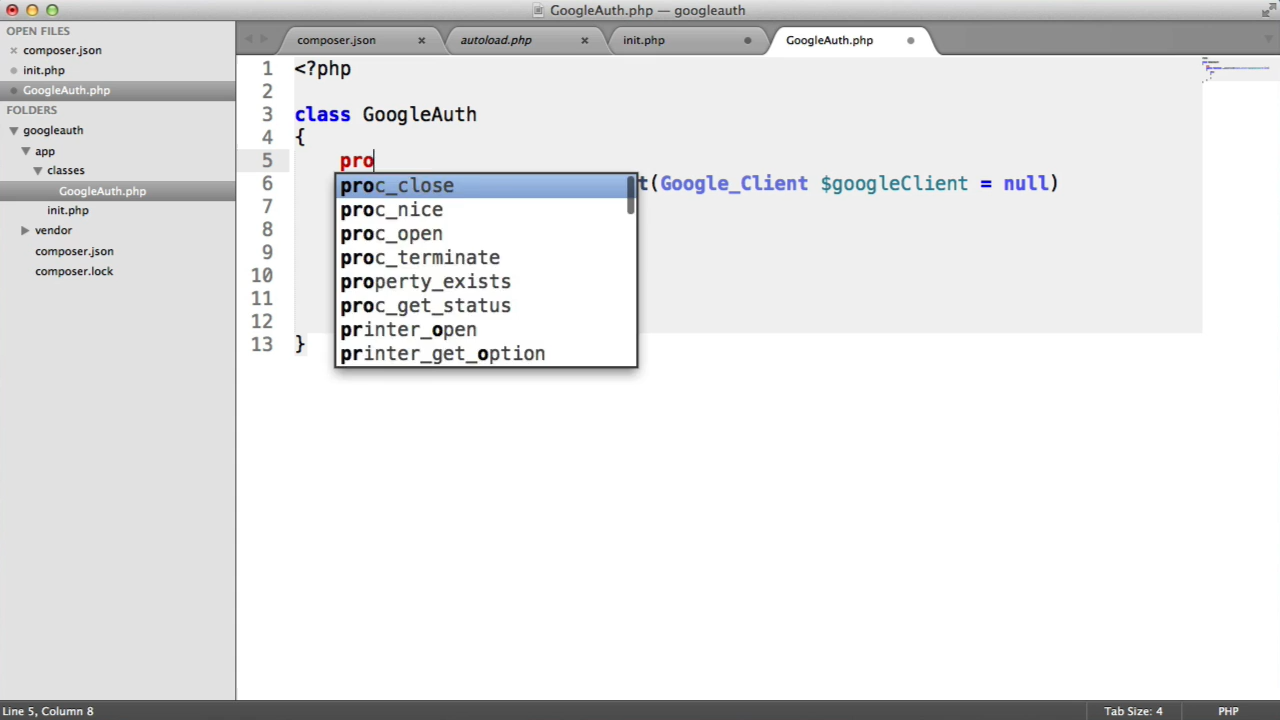 GoogleAuth.php — googleauth
OPEN FILES
composer.json
init.php
GoogleAuth.php
FOLDERS
googleauth
app
classes
GoogleAuth.php
init.php
vendor
composer.json
composer.lock
composer.json
autoload.php
init.php
GoogleAuth.php
1 <?php
2
3 class GoogleAuth
4 {
5 pro
6 t(Google_Client $googleClient = null)
7
8
9
10
11
12
13 }
proc_close
proc_nice
proc_open
proc_terminate
property_exists
proc_get_status
printer_open
printer_get_option
Line 5, Column 8
Tab Size: 4
PHP